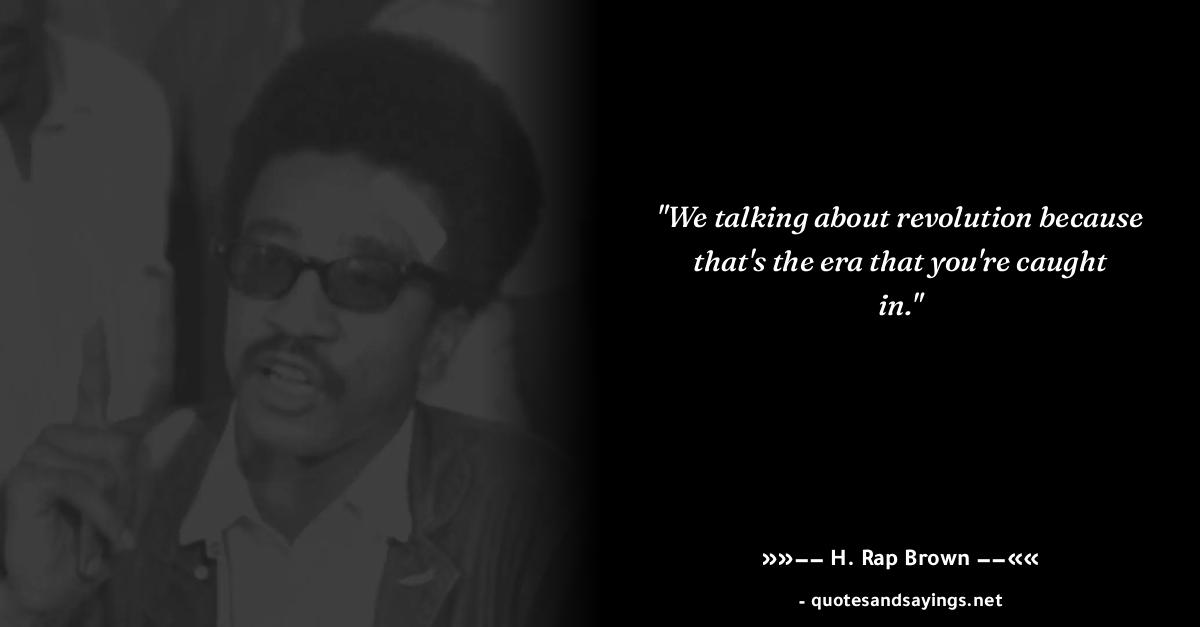 "We talking about revolution because
that's the era that you're caught
in."
»»−− H. Rap Brown −−««
- quotesandsayings.net